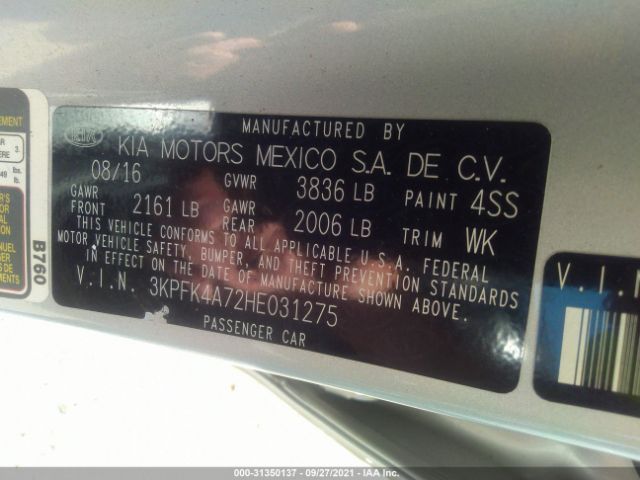 MANUFACTURED BY
KIA KIA MOTORS MEXICO S.A. DE C.V.
08/16 GVWR 3836 LB PAINT 4SS
GAWR FRONT 2161 LB GAWR REAR 2006 LB TRIM WK
THIS VEHICLE CONFORMS TO ALL APPLICABLE U.S.A. FEDERAL
MOTOR VEHICLE SAFETY, BUMPER, AND THEFT PREVENTION STANDARDS
IN EFFECT ON THE DATE OF MANUFACTURE SHOWN ABOVE.
V.I.N. 3KPFK4A72HE031275
PASSENGER CAR
B760
V.I.N
000-31350137 - 09/27/2021 - IAA Inc.